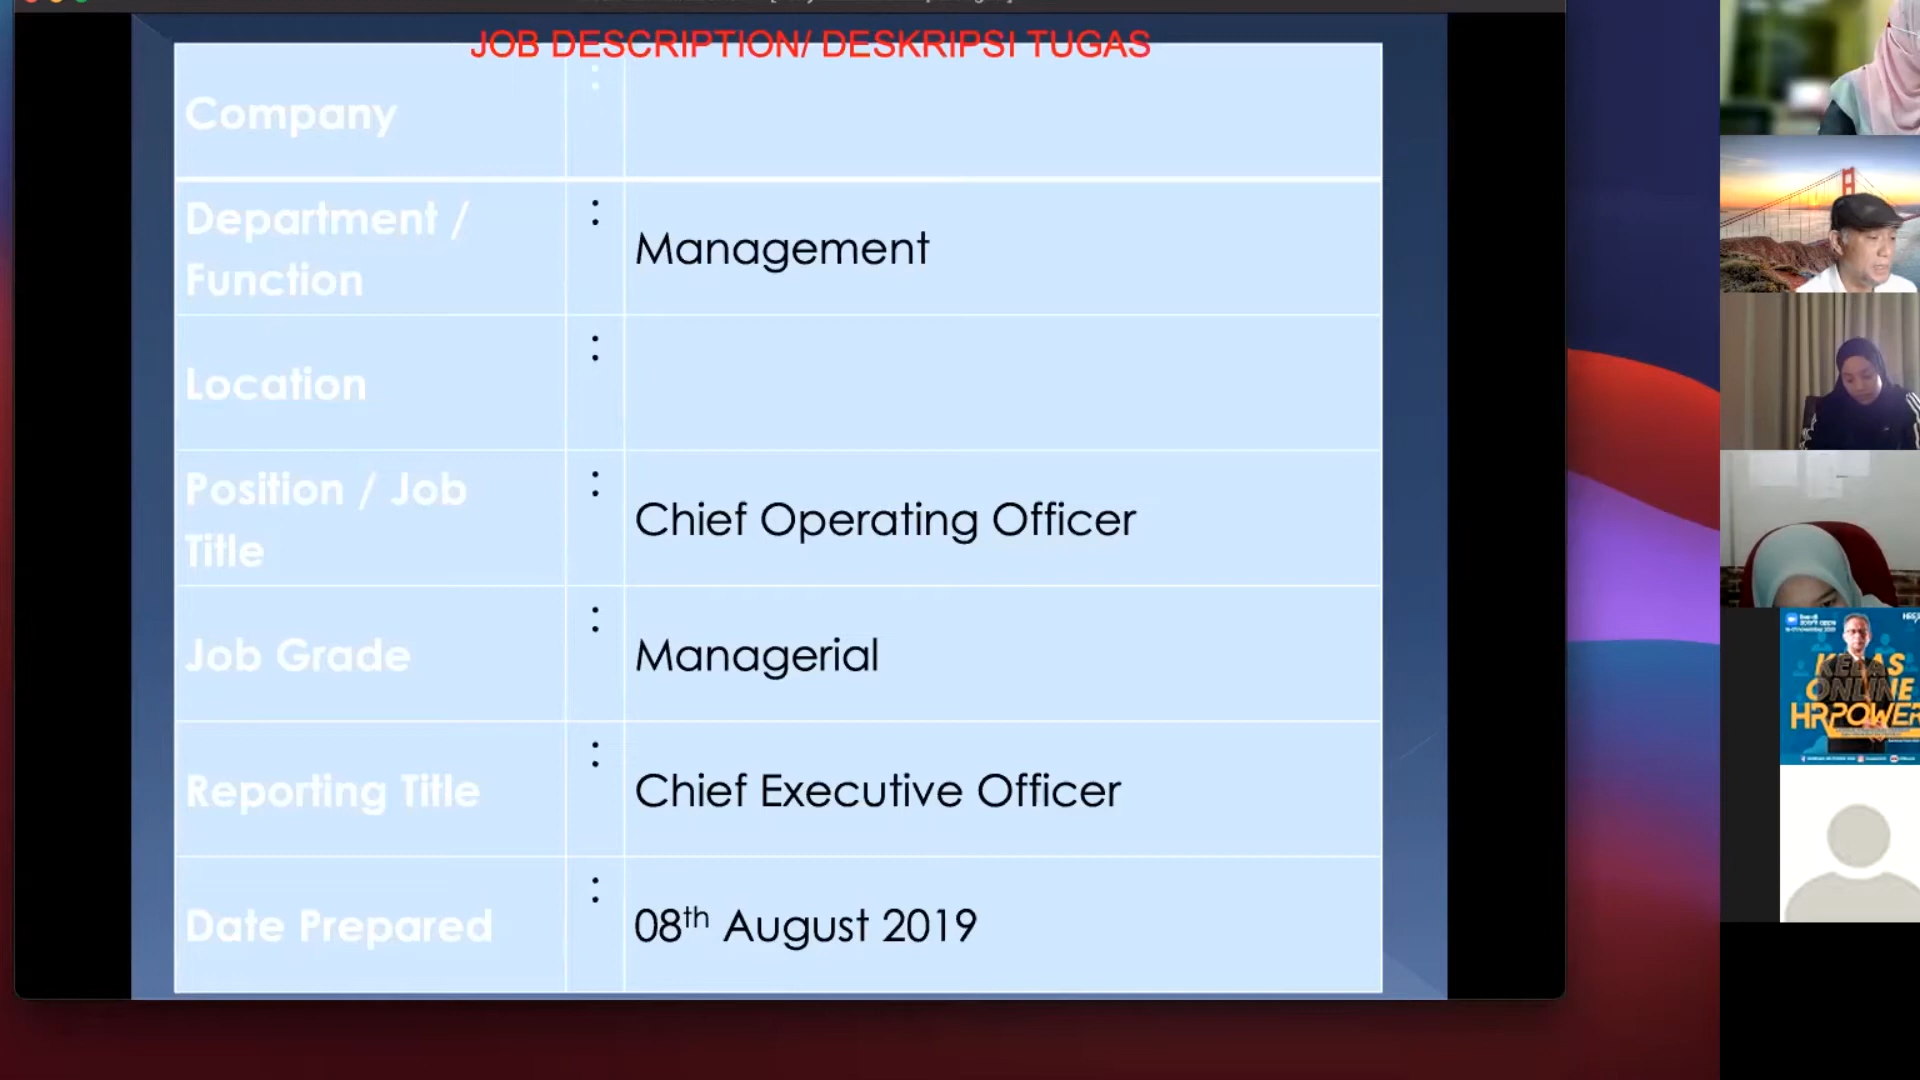 JOB DESCRIPTION/ DESKRIPSI TUGAS
Company :
Department / : Management
Function
Location :
Position / Job : Chief Operating Officer
Title
Job Grade : Managerial
Reporting Title : Chief Executive Officer
Date Prepared : 08th August 2019
KELAS
ONLINE
HRPOWER